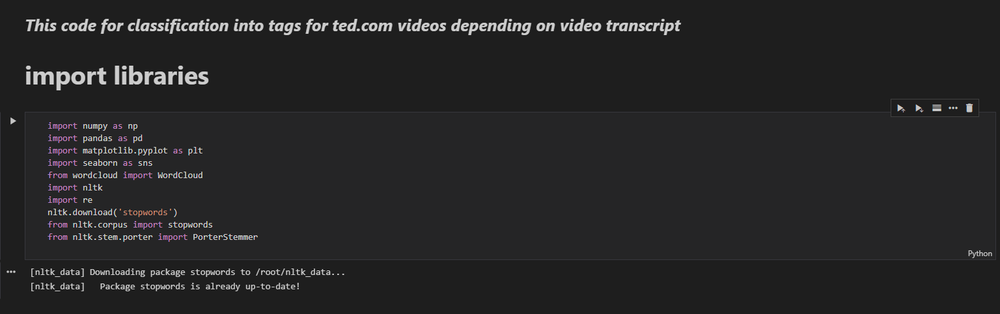 This code for classification into tags for ted.com videos depending on video transcript
import libraries
import numpy as np
import pandas as pd
import matplotlib.pyplot as plt
import seaborn as sns
from wordcloud import WordCloud
import nltk
import re
nltk.download('stopwords')
from nltk.corpus import stopwords
from nltk.stem.porter import PorterStemmer
Python
[nltk_data] Downloading package stopwords to /root/nltk_data...
[nltk_data]   Package stopwords is already up-to-date!